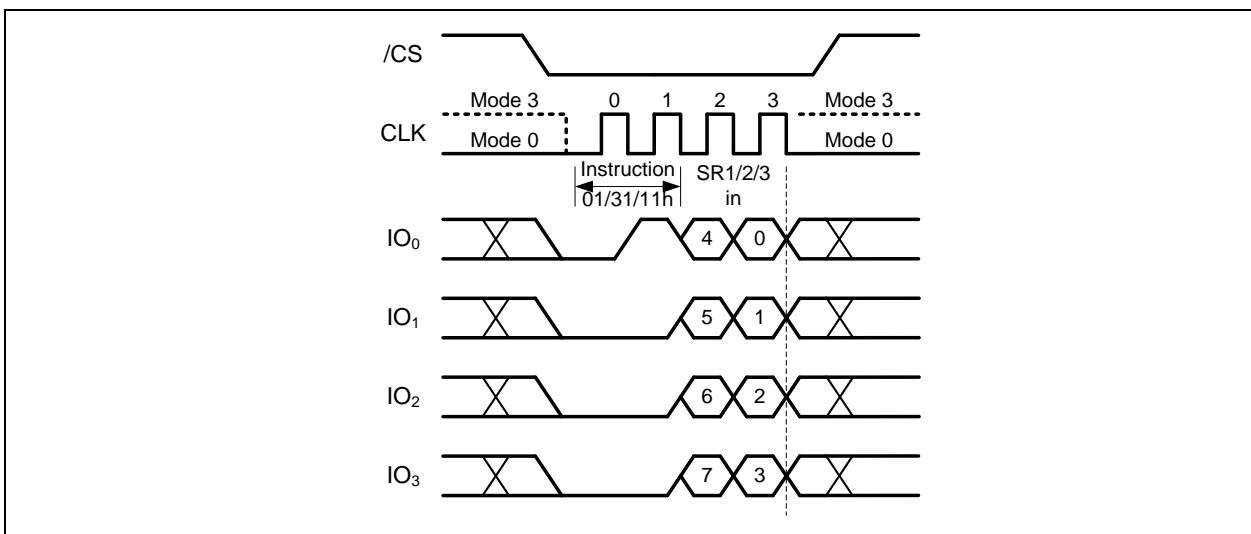 /CS
Mode 3 0 1 2 3 Mode 3
CLK
Mode 0 Mode 0
Instruction SR1/2/3
01/31/11h in
IO₀ 4 0
IO₁ 5 1
IO₂ 6 2
IO₃ 7 3